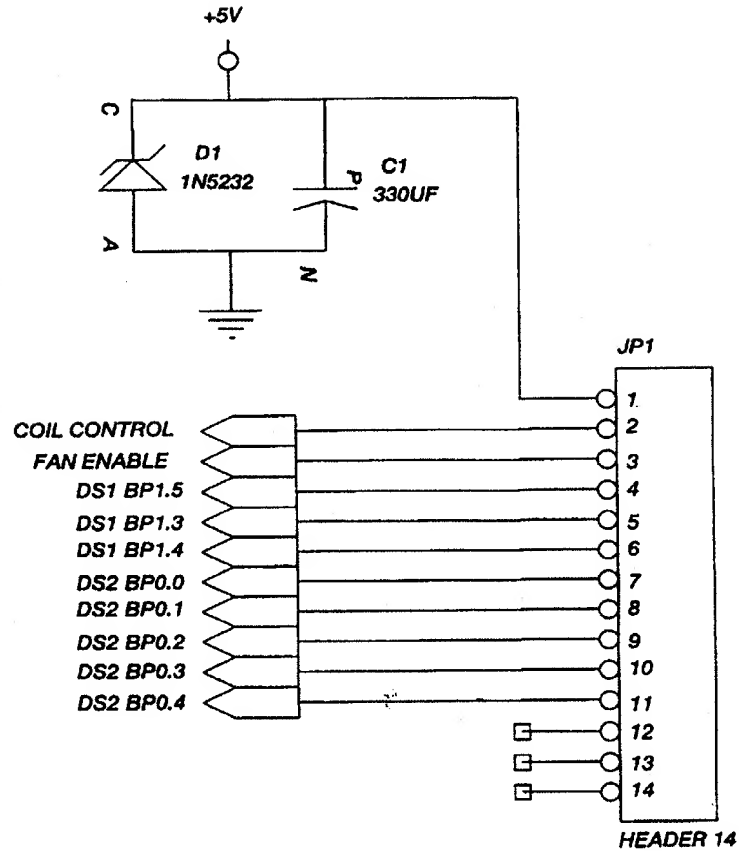 +5V
C
D1
1N5232
P
C1
330UF
A
N
JP1
1
COIL CONTROL
2
FAN ENABLE
3
DS1 BP1.5
4
DS1 BP1.3
5
DS1 BP1.4
6
DS2 BP0.0
7
DS2 BP0.1
8
DS2 BP0.2
9
DS2 BP0.3
10
DS2 BP0.4
11
12
13
14
HEADER 14